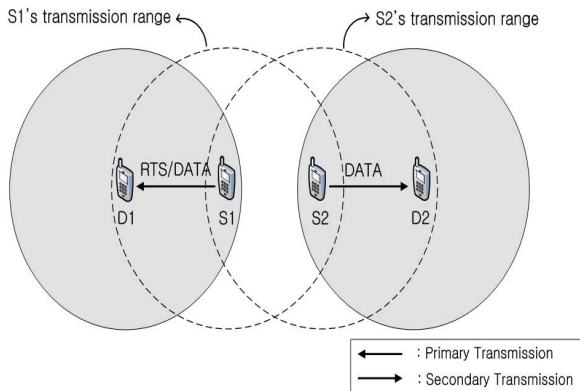 S1's transmission range
S2's transmission range
RTS/DATA
DATA
D1
S1
S2
D2
: Primary Transmission
: Secondary Transmission